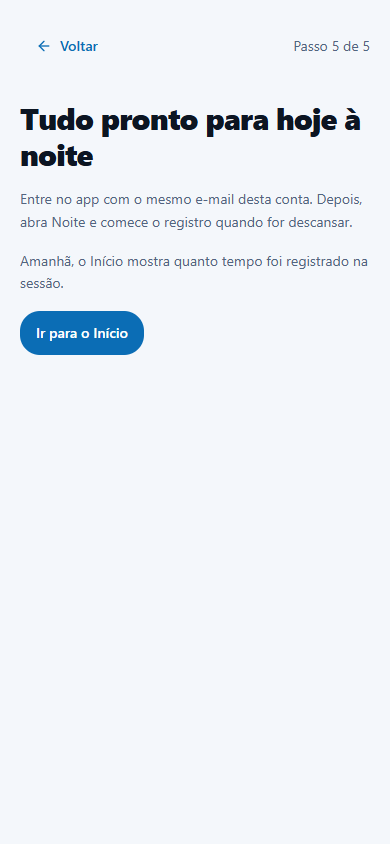 Voltar
Passo 5 de 5
Tudo pronto para hoje à
noite
Entre no app com o mesmo e-mail desta conta. Depois,
abra Noite e comece o registro quando for descansar.
Amanhã, o Início mostra quanto tempo foi registrado na
sessão.
Ir para o Início